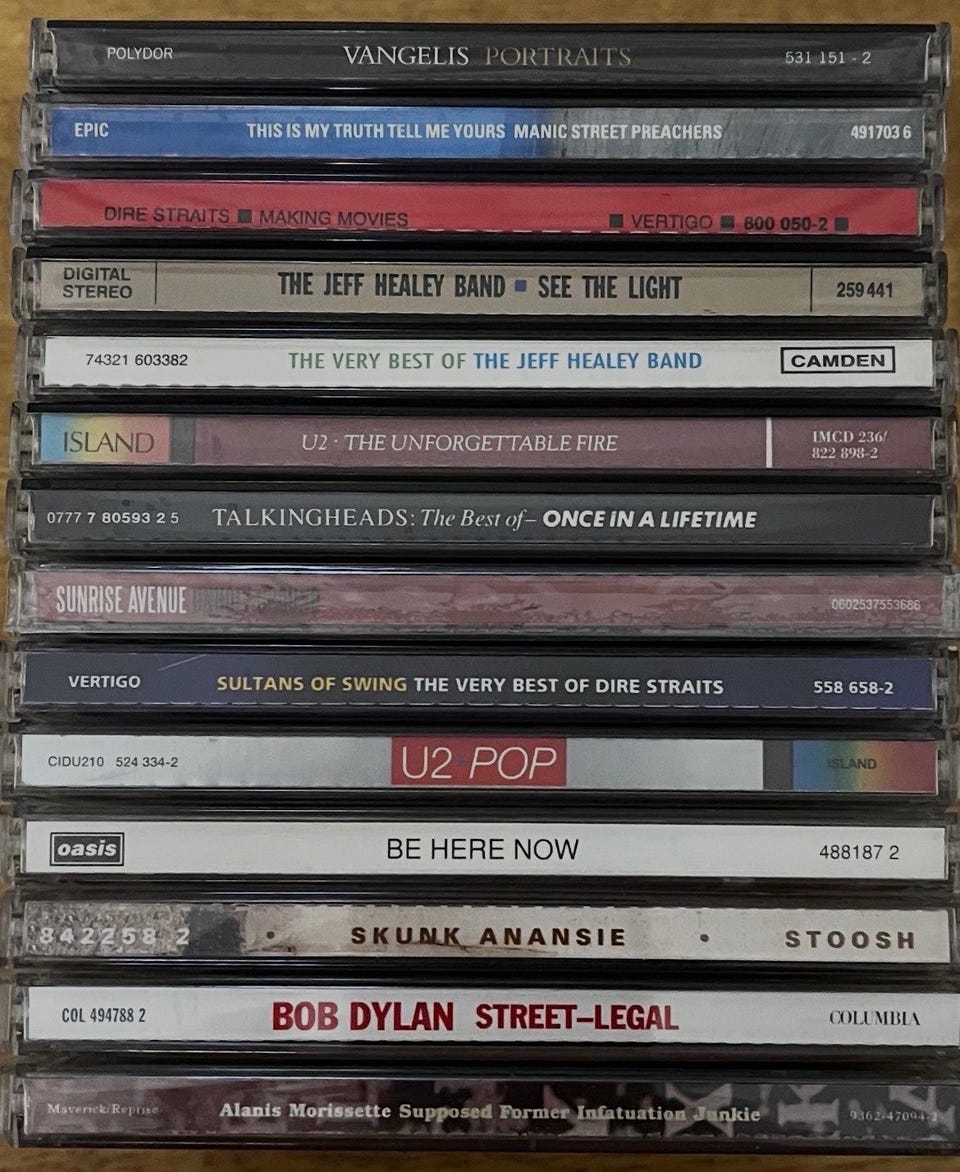 POLYDOR VANGELIS PORTRAITS 531 151 - 2
EPIC THIS IS MY TRUTH TELL ME YOURS MANIC STREET PREACHERS 491703 6
DIRE STRAITS ■ MAKING MOVIES ■ VERTIGO ■ 800 050-2 ■
DIGITAL
STEREO
THE JEFF HEALEY BAND ▪ SEE THE LIGHT 259 441
74321 603382 THE VERY BEST OF THE JEFF HEALEY BAND CAMDEN
ISLAND U2 · THE UNFORGETTABLE FIRE
IMCD 236/
822 898-2
0777 7 80593 2 5 TALKINGHEADS: The Best of– ONCE iN A LIFETIME
SUNRISE AVENUE 0602537553686
VERTIGO SULTANS OF SWING THE VERY BEST OF DIRE STRAITS 558 658-2
CIDU210 524 334-2 U2 POP ISLAND
oasis BE HERE NOW 488187 2
842258 2 • SKUNK ANANSIE • STOOSH
COL 494788 2 BOB DYLAN STREET–LEGAL COLUMBIA
Maverick/Reprise Alanis Morissette Supposed Former Infatuation Junkie 9362-47094-2